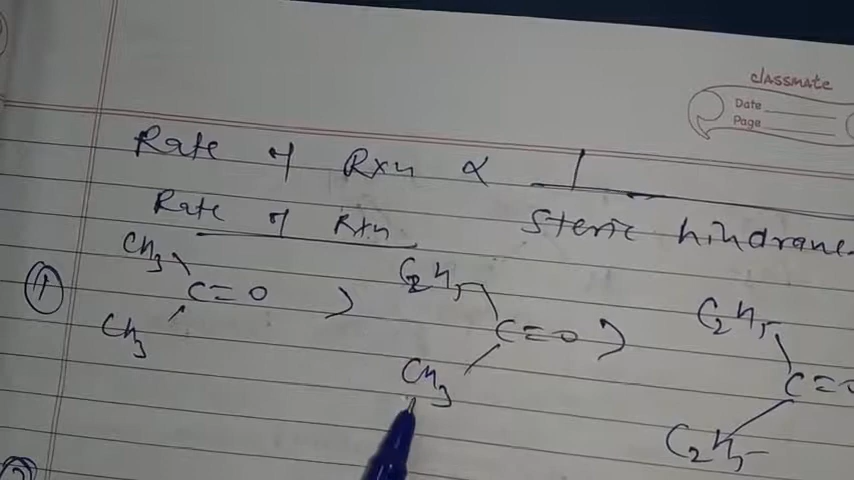 classmate
Date
Page
Rate of Rxn ∝ 1
Steric hindrance
Rate of Rxn
CH3 C2H5 C2H5
① C=O > C=O > C=O
CH3 CH3 C2H5
②